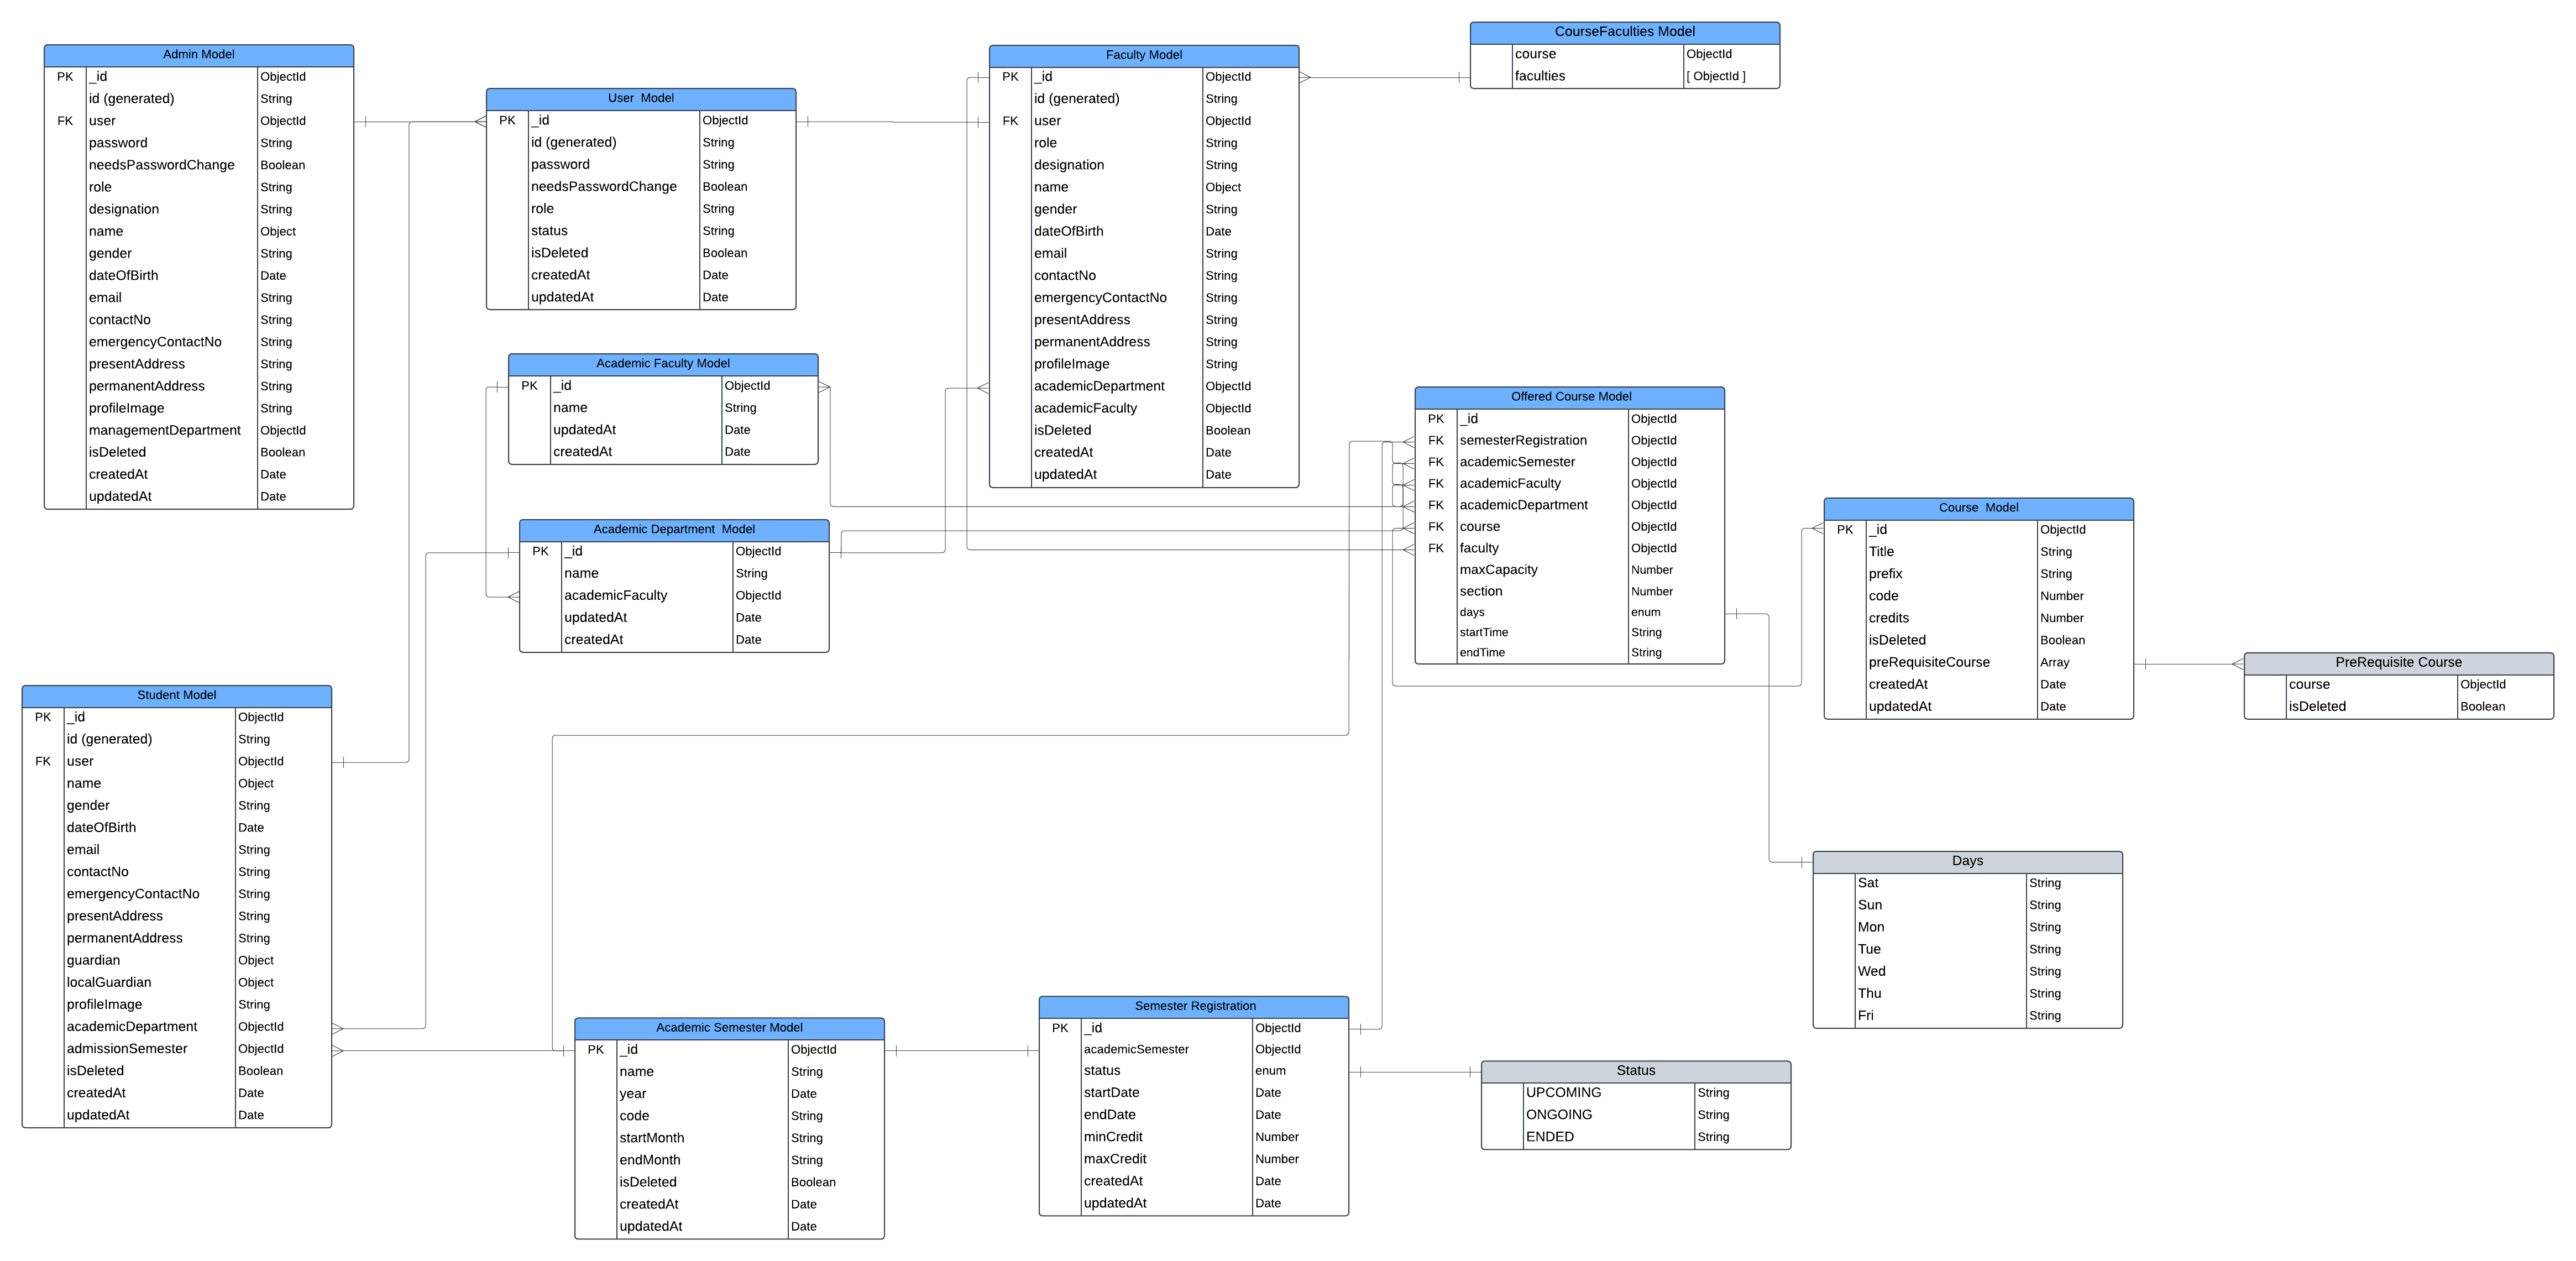 Admin Model
PK _id ObjectId
id (generated) String
FK user ObjectId
password String
needsPasswordChange Boolean
role String
designation String
name Object
gender String
dateOfBirth Date
email String
contactNo String
emergencyContactNo String
presentAddress String
permanentAddress String
profileImage String
managementDepartment ObjectId
isDeleted Boolean
createdAt Date
updatedAt Date
User Model
PK _id ObjectId
id (generated) String
password String
needsPasswordChange Boolean
role String
status String
isDeleted Boolean
createdAt Date
updatedAt Date
Faculty Model
PK _id ObjectId
id (generated) String
FK user ObjectId
role String
designation String
name Object
gender String
dateOfBirth Date
email String
contactNo String
emergencyContactNo String
presentAddress String
permanentAddress String
profileImage String
academicDepartment ObjectId
academicFaculty ObjectId
isDeleted Boolean
createdAt Date
updatedAt Date
CourseFaculties Model
course ObjectId
faculties [ ObjectId ]
Academic Faculty Model
PK _id ObjectId
name String
updatedAt Date
createdAt Date
Academic Department Model
PK _id ObjectId
name String
academicFaculty ObjectId
updatedAt Date
createdAt Date
Offered Course Model
PK _id ObjectId
FK semesterRegistration ObjectId
FK academicSemester ObjectId
FK academicFaculty ObjectId
FK academicDepartment ObjectId
FK course ObjectId
FK faculty ObjectId
maxCapacity Number
section Number
days enum
startTime String
endTime String
Course Model
PK _id ObjectId
Title String
prefix String
code Number
credits Number
isDeleted Boolean
preRequisiteCourse Array
createdAt Date
updatedAt Date
PreRequisite Course
course ObjectId
isDeleted Boolean
Student Model
PK _id ObjectId
id (generated) String
FK user ObjectId
name Object
gender String
dateOfBirth Date
email String
contactNo String
emergencyContactNo String
presentAddress String
permanentAddress String
guardian Object
localGuardian Object
profileImage String
academicDepartment ObjectId
admissionSemester ObjectId
isDeleted Boolean
createdAt Date
updatedAt Date
Academic Semester Model
PK _id ObjectId
name String
year Date
code String
startMonth String
endMonth String
isDeleted Boolean
createdAt Date
updatedAt Date
Semester Registration
PK _id ObjectId
academicSemester ObjectId
status enum
startDate Date
endDate Date
minCredit Number
maxCredit Number
createdAt Date
updatedAt Date
Days
Sat String
Sun String
Mon String
Tue String
Wed String
Thu String
Fri String
Status
UPCOMING String
ONGOING String
ENDED String